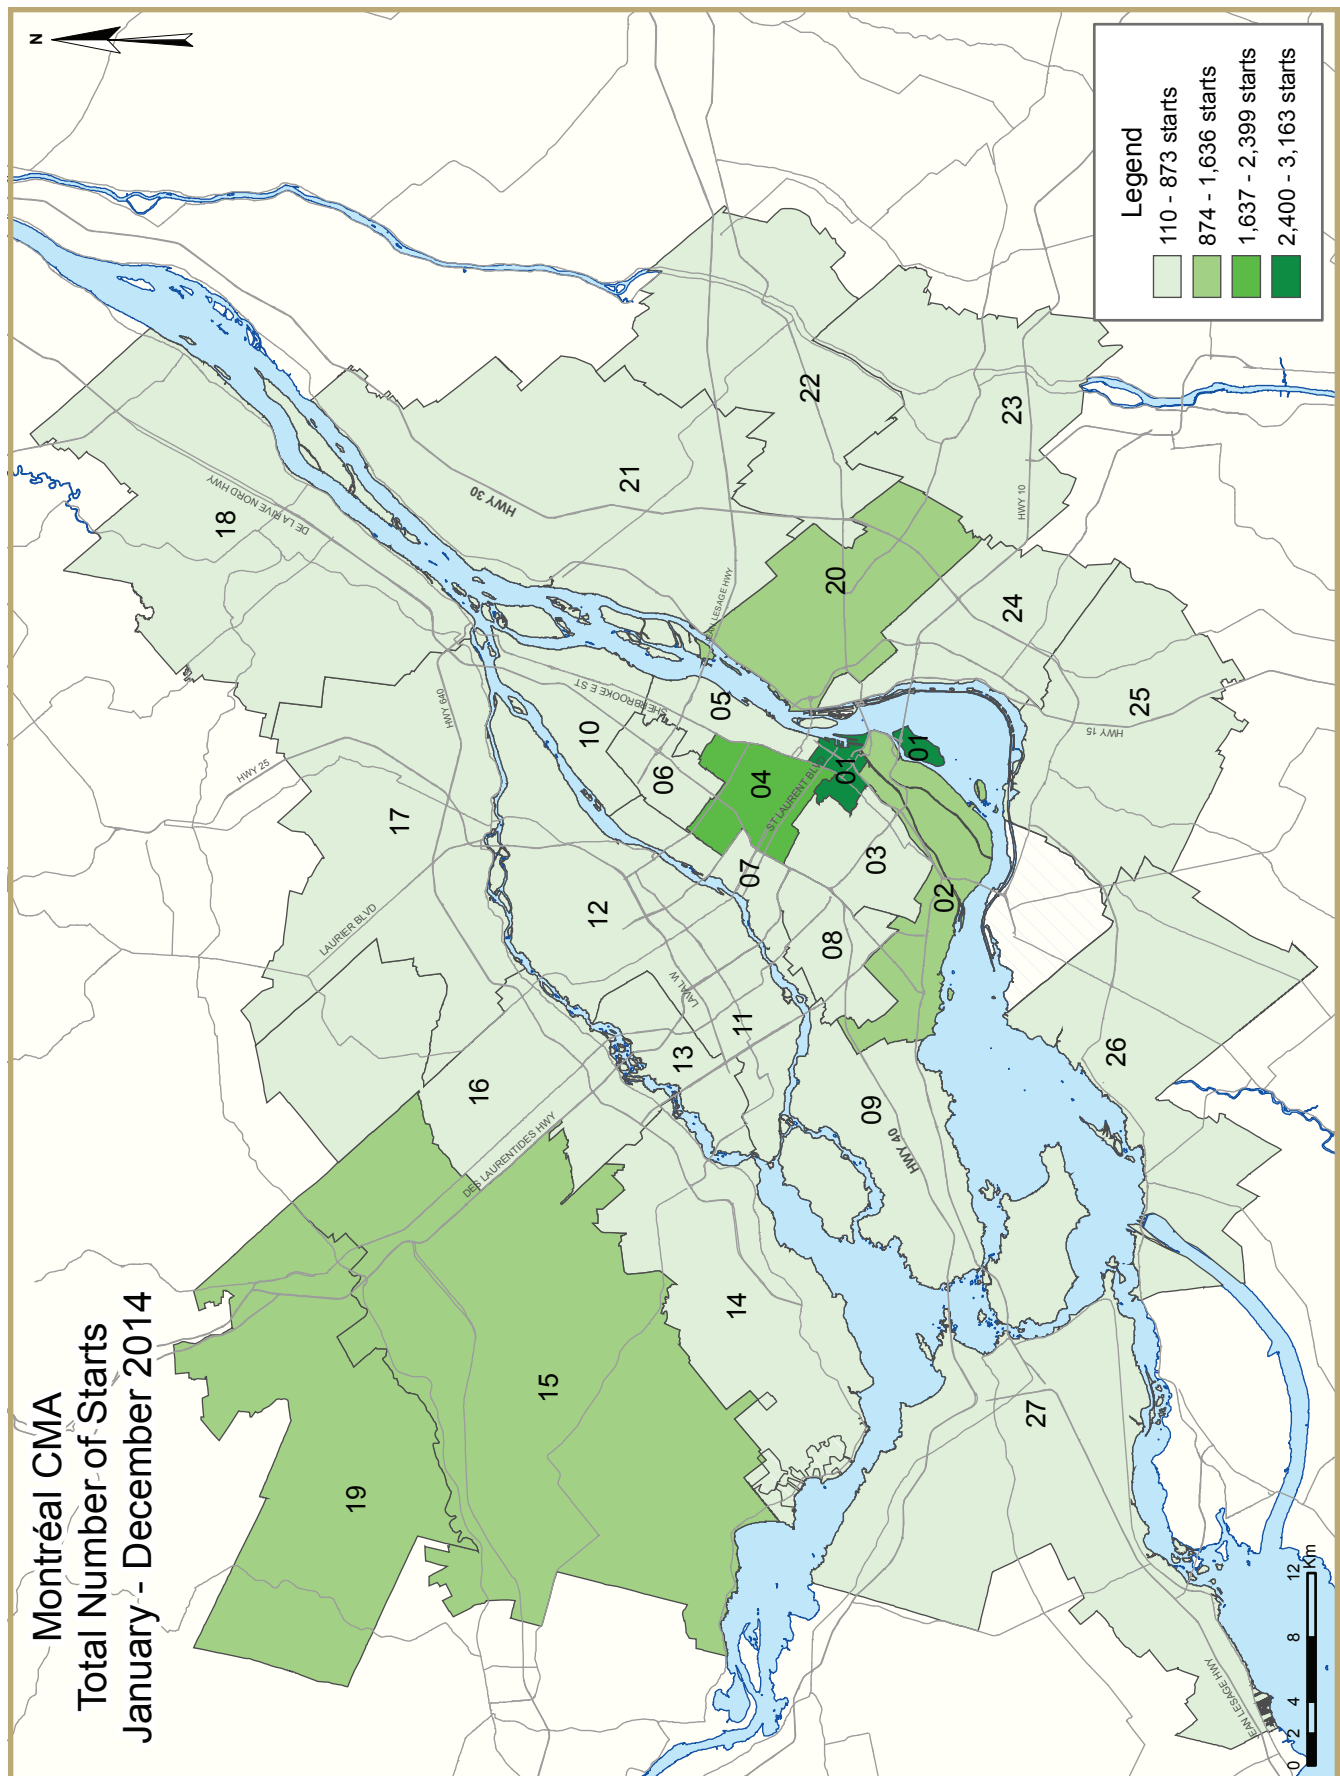 Montréal CMA
Total Number of Starts
January - December 2014
N
Legend
110 - 873 starts
874 - 1,636 starts
1,637 - 2,399 starts
2,400 - 3,163 starts
19
15
14
27
16
13
11
09
26
17
12
08
07
03
02
18
10
06
04
05
01
01
20
21
22
23
24
25
DE LA RIVE NORD HWY
HWY 30
HWY 640
HWY 25
LAURIER BLVD
SHERBROOKE E ST
JEAN LESAGE HWY
ST LAURENT BLVD
LAVAL W
DES LAURENTIDES HWY
HWY 40
HWY 10
HWY 15
JEAN LESAGE HWY
0 2 4 8 12
Km